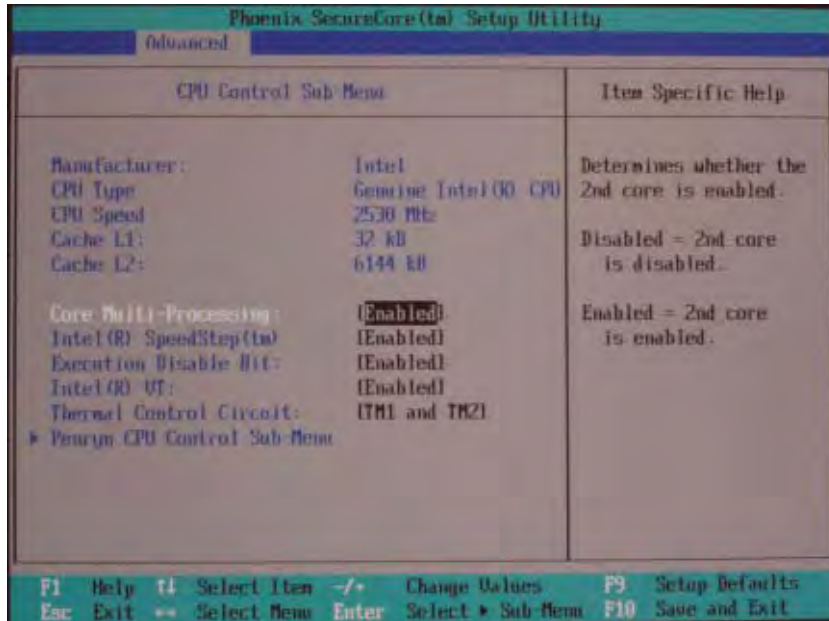 Phoenix SecureCore(tm) Setup Utility
Advanced
CPU Control Sub Menu
Item Specific Help
Manufacturer: Intel
CPU Type Genuine Intel(R) CPU
CPU Speed 2530 MHz
Cache L1: 32 kB
Cache L2: 6144 kB
Core Multi-Processing: [Enabled]
Intel(R) SpeedStep(tm) [Enabled]
Execution Disable Bit: [Enabled]
Intel(R) VT: [Enabled]
Thermal Control Circuit: [TM1 and TM2]
Penryn CPU Control Sub-Menu
Determines whether the
2nd core is enabled.
Disabled = 2nd core
is disabled.
Enabled = 2nd core
is enabled.
F1 Help ↑↓ Select Item -/+ Change Values F9 Setup Defaults
Esc Exit ↔ Select Menu Enter Select ▶ Sub-Menu F10 Save and Exit